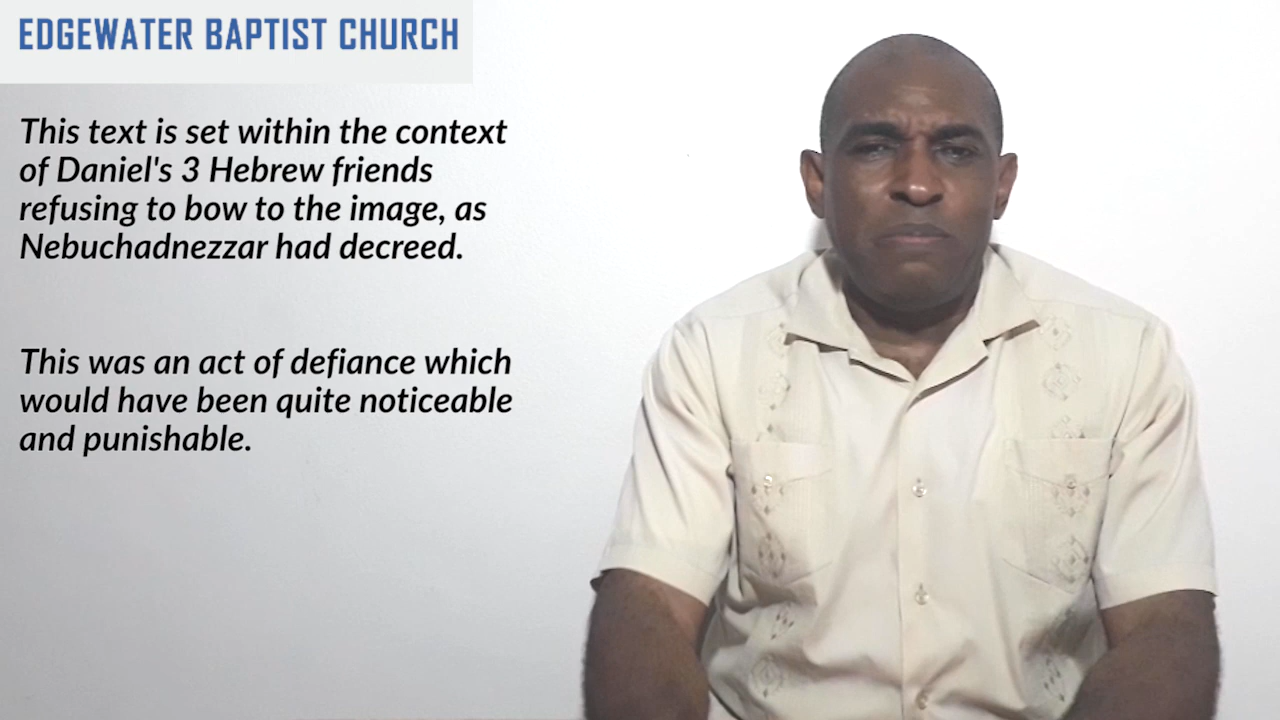 EDGEWATER BAPTIST CHURCH
This text is set within the context
of Daniel's 3 Hebrew friends
refusing to bow to the image, as
Nebuchadnezzar had decreed.
This was an act of defiance which
would have been quite noticeable
and punishable.